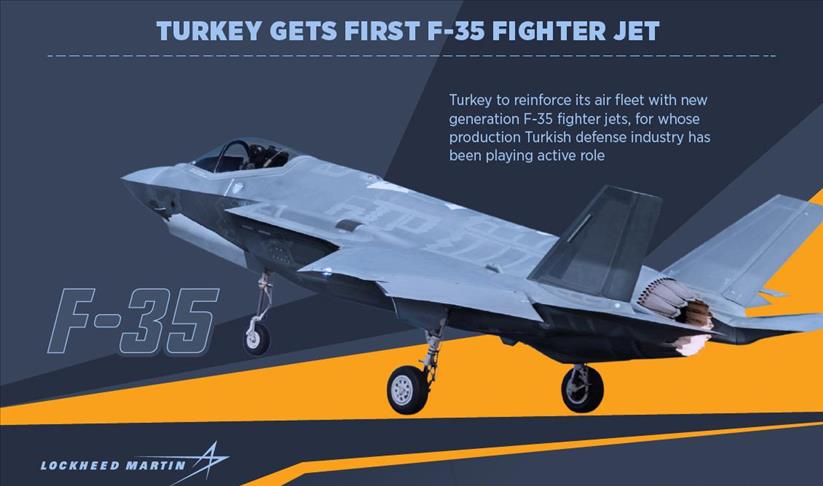 TURKEY GETS FIRST F-35 FIGHTER JET
Turkey to reinforce its air fleet with new
generation F-35 fighter jets, for whose
production Turkish defense industry has
been playing active role
F-35
LOCKHEED MARTIN